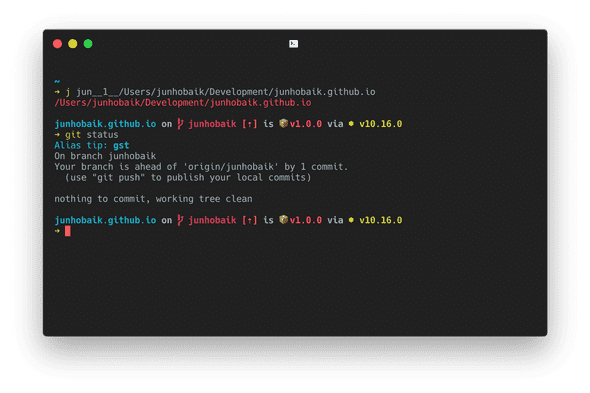 ~
➜ j jun__1__/Users/junhobaik/Development/junhobaik.github.io
/Users/junhobaik/Development/junhobaik.github.io
junhobaik.github.io on junhobaik [⇡] is 📦v1.0.0 via ⬢ v10.16.0
➜ git status
Alias tip: gst
On branch junhobaik
Your branch is ahead of 'origin/junhobaik' by 1 commit.
(use "git push" to publish your local commits)
nothing to commit, working tree clean
junhobaik.github.io on junhobaik [⇡] is 📦v1.0.0 via ⬢ v10.16.0
➜